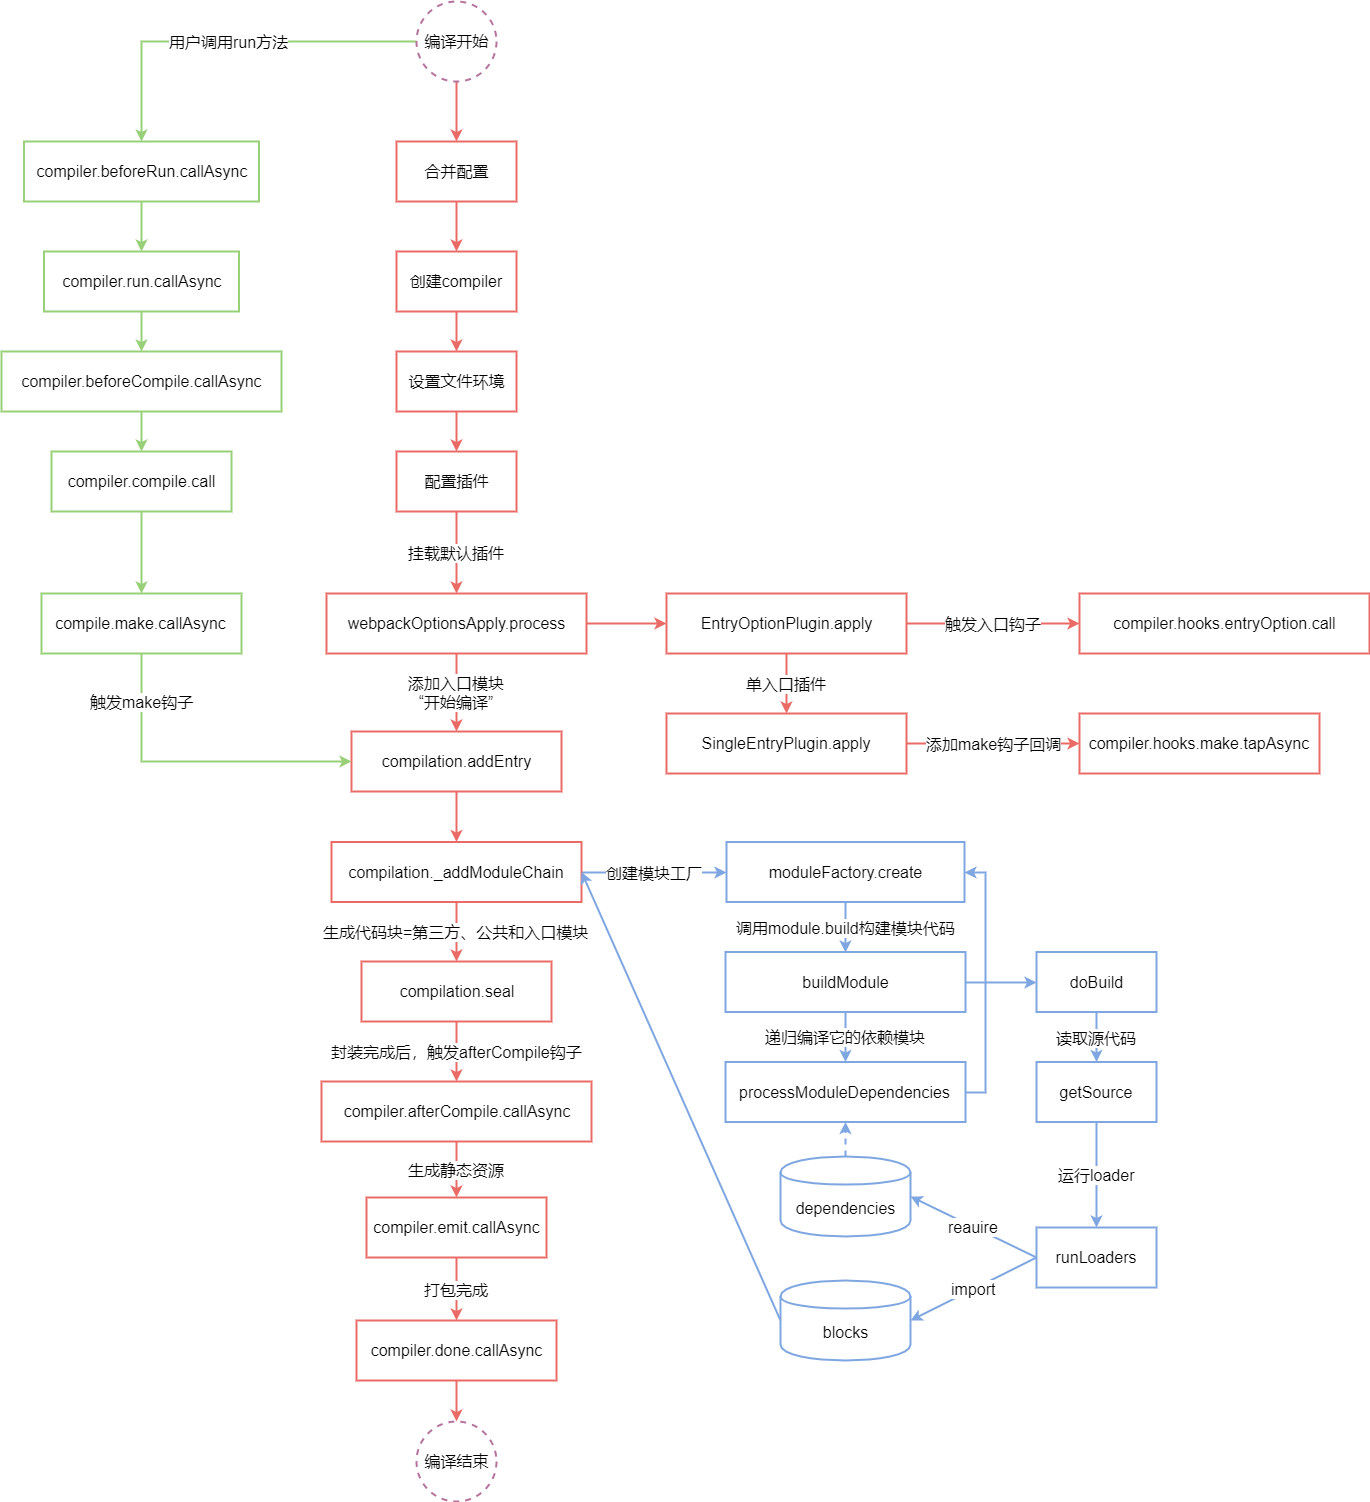 编译开始
用户调用run方法
compiler.beforeRun.callAsync
合并配置
compiler.run.callAsync
创建compiler
compiler.beforeCompile.callAsync
设置文件环境
compiler.compile.call
配置插件
挂载默认插件
compile.make.callAsync
webpackOptionsApply.process
EntryOptionPlugin.apply
触发入口钩子
compiler.hooks.entryOption.call
触发make钩子
添加入口模块
“开始编译”
单入口插件
compilation.addEntry
SingleEntryPlugin.apply
添加make钩子回调
compiler.hooks.make.tapAsync
compilation._addModuleChain
创建模块工厂
moduleFactory.create
生成代码块=第三方、公共和入口模块
调用module.build构建模块代码
compilation.seal
buildModule
doBuild
封装完成后，触发afterCompile钩子
递归编译它的依赖模块
读取源代码
compiler.afterCompile.callAsync
processModuleDependencies
getSource
生成静态资源
运行loader
compiler.emit.callAsync
dependencies
reauire
runLoaders
打包完成
import
compiler.done.callAsync
blocks
编译结束